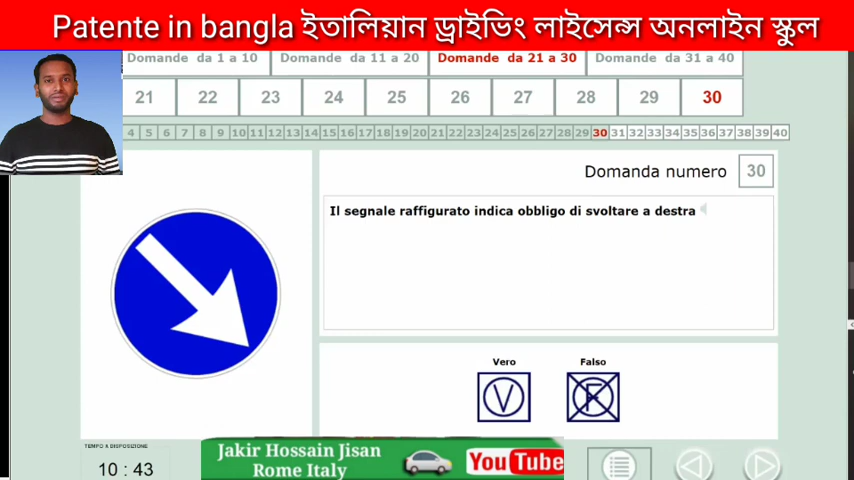 Patente in bangla ইতালিয়ান ড্রাইভিং লাইসেন্স অনলাইন স্কুল
Domande da 1 a 10 Domande da 11 a 20 Domande da 21 a 30 Domande da 31 a 40
21 22 23 24 25 26 27 28 29 30
4 5 6 7 8 9 10 11 12 13 14 15 16 17 18 19 20 21 22 23 24 25 26 27 28 29 30 31 32 33 34 35 36 37 38 39 40
Domanda numero 30
Il segnale raffigurato indica obbligo di svoltare a destra
Vero Falso
V F
TEMPO A DISPOSIZIONE
10 : 43
Jakir Hossain Jisan
Rome Italy
YouTube